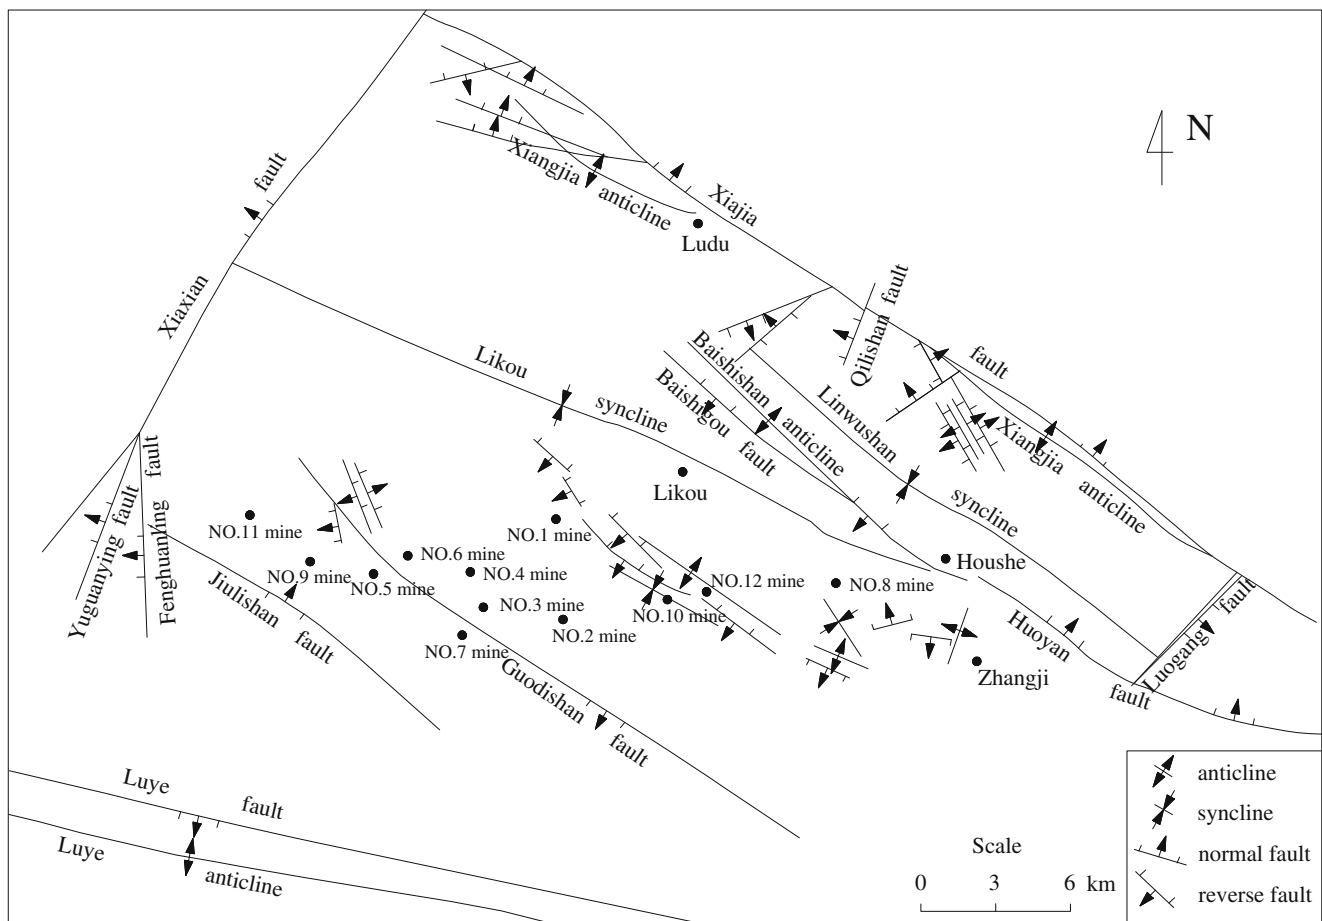 N
Xiaxian fault
Xiangjia anticline
Xiajia fault
Ludu
Likou syncline
Qilishan fault
Baishishan anticline
Baishigou fault
Linwushan syncline
Xiangjia anticline
Likou
Yuguanying fault
Fenghuanling fault
NO.11 mine
NO.9 mine
NO.5 mine
NO.6 mine
NO.4 mine
NO.1 mine
NO.3 mine
NO.2 mine
NO.7 mine
NO.12 mine
NO.10 mine
NO.8 mine
Houshe
Jiulishan fault
Guodishan fault
Huoyan fault
Zhangji
Luogang fault
Luye fault
Luye anticline
Scale
0 3 6 km
anticline
syncline
normal fault
reverse fault